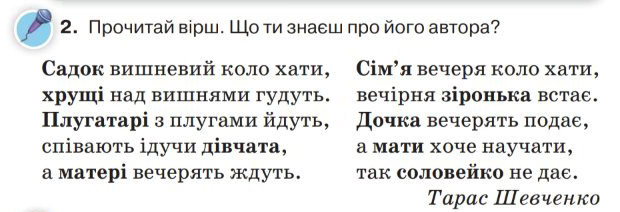 2. Прочитай вірш. Що ти знаєш про його автора?
Садок вишневий коло хати,
хрущі над вишнями гудуть.
Плугатарі з плугами йдуть,
співають ідучи дівчата,
а матері вечерять ждуть.
Сім’я вечеря коло хати,
вечірня зіронька встає.
Дочка вечерять подає,
а мати хоче научати,
так соловейко не дає.
Тарас Шевченко